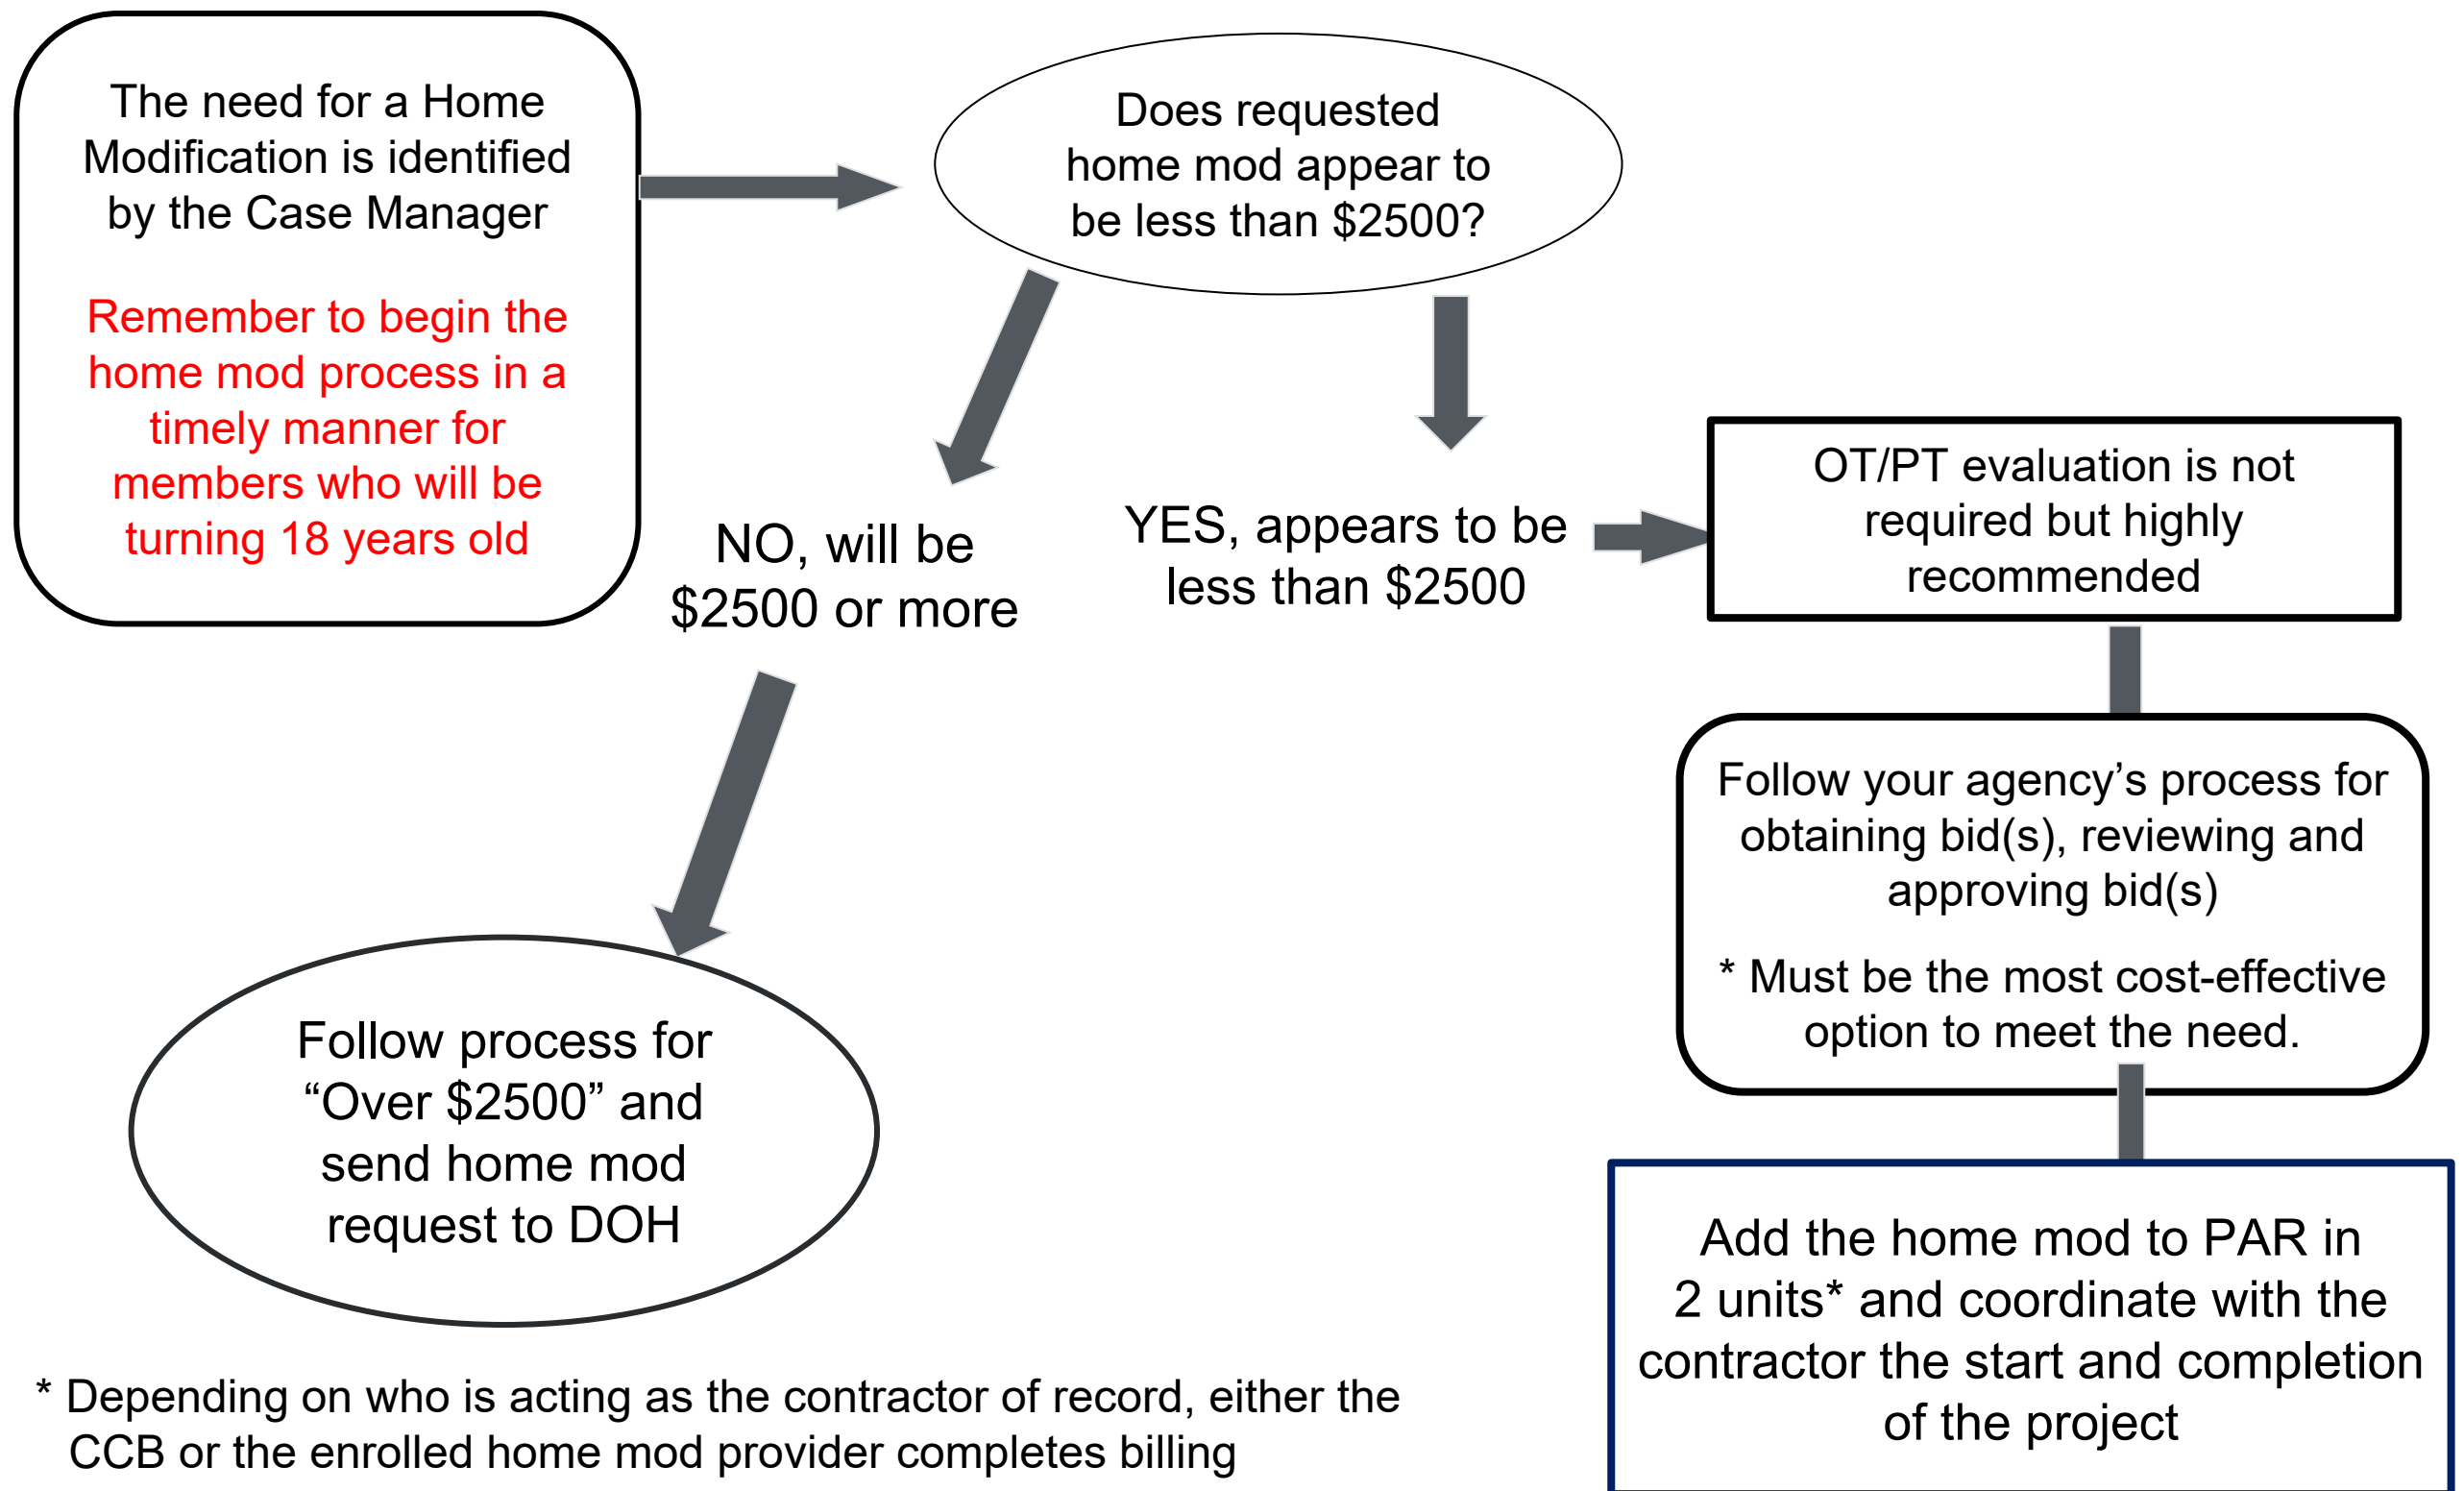 The need for a Home
Modification is identified
by the Case Manager
Remember to begin the
home mod process in a
timely manner for
members who will be
turning 18 years old
Does requested
home mod appear to
be less than $2500?
NO, will be
$2500 or more
YES, appears to be
less than $2500
OT/PT evaluation is not
required but highly
recommended
Follow your agency’s process for
obtaining bid(s), reviewing and
approving bid(s)
* Must be the most cost-effective
option to meet the need.
Follow process for
“Over $2500” and
send home mod
request to DOH
Add the home mod to PAR in
2 units* and coordinate with the
contractor the start and completion
of the project
* Depending on who is acting as the contractor of record, either the
CCB or the enrolled home mod provider completes billing